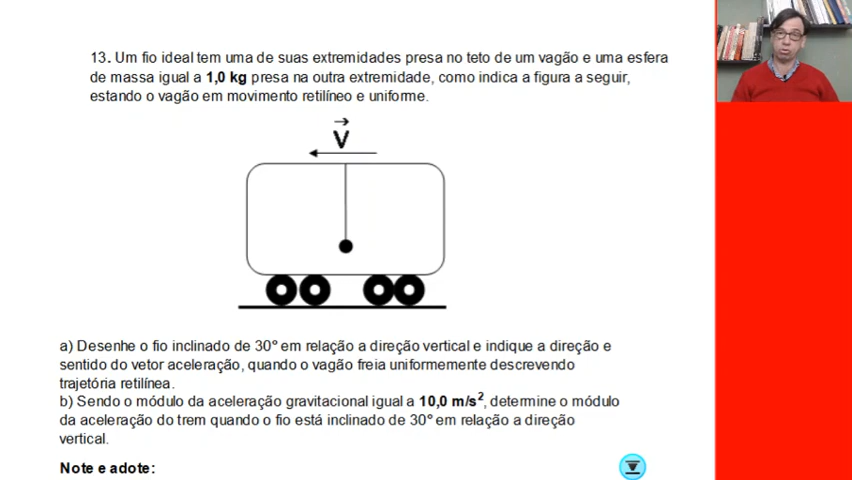 13. Um fio ideal tem uma de suas extremidades presa no teto de um vagão e uma esfera
de massa igual a 1,0 kg presa na outra extremidade, como indica a figura a seguir,
estando o vagão em movimento retilíneo e uniforme.
V
a) Desenhe o fio inclinado de 30° em relação a direção vertical e indique a direção e
sentido do vetor aceleração, quando o vagão freia uniformemente descrevendo
trajetória retilínea.
b) Sendo o módulo da aceleração gravitacional igual a 10,0 m/s², determine o módulo
da aceleração do trem quando o fio está inclinado de 30° em relação a direção
vertical.
Note e adote: